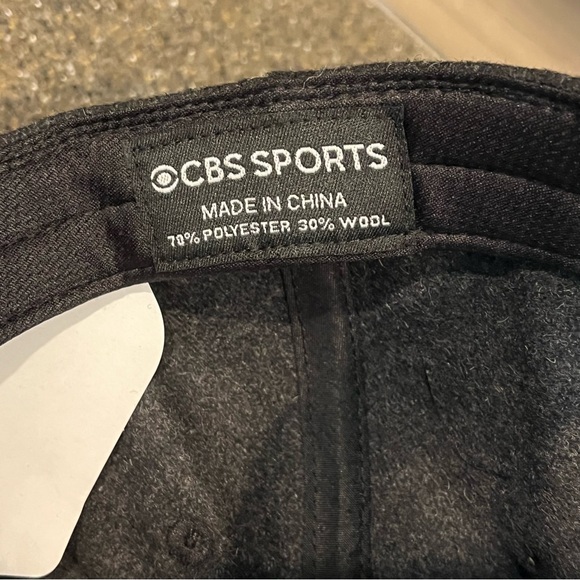 CBS SPORTS
MADE IN CHINA
70% POLYESTER 30% WOOL